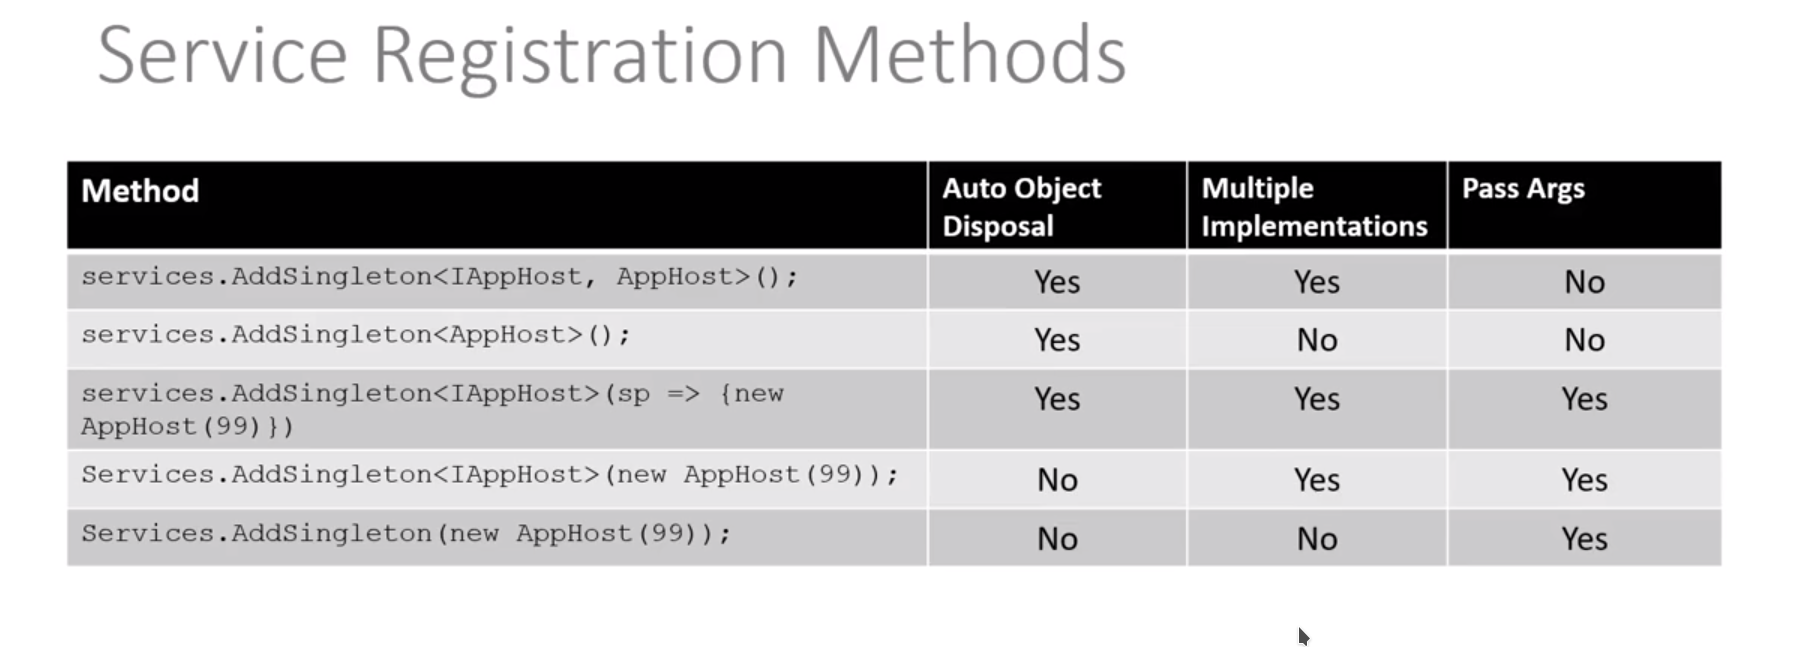 Service Registration Methods
Method
Auto Object
Disposal
Multiple
Implementations
Pass Args
services.AddSingleton<IAppHost, AppHost>();
Yes
Yes
No
services.AddSingleton<AppHost>();
Yes
No
No
services.AddSingleton<IAppHost>(sp => {new
AppHost(99)})
Yes
Yes
Yes
Services.AddSingleton<IAppHost>(new AppHost(99));
No
Yes
Yes
Services.AddSingleton(new AppHost(99));
No
No
Yes